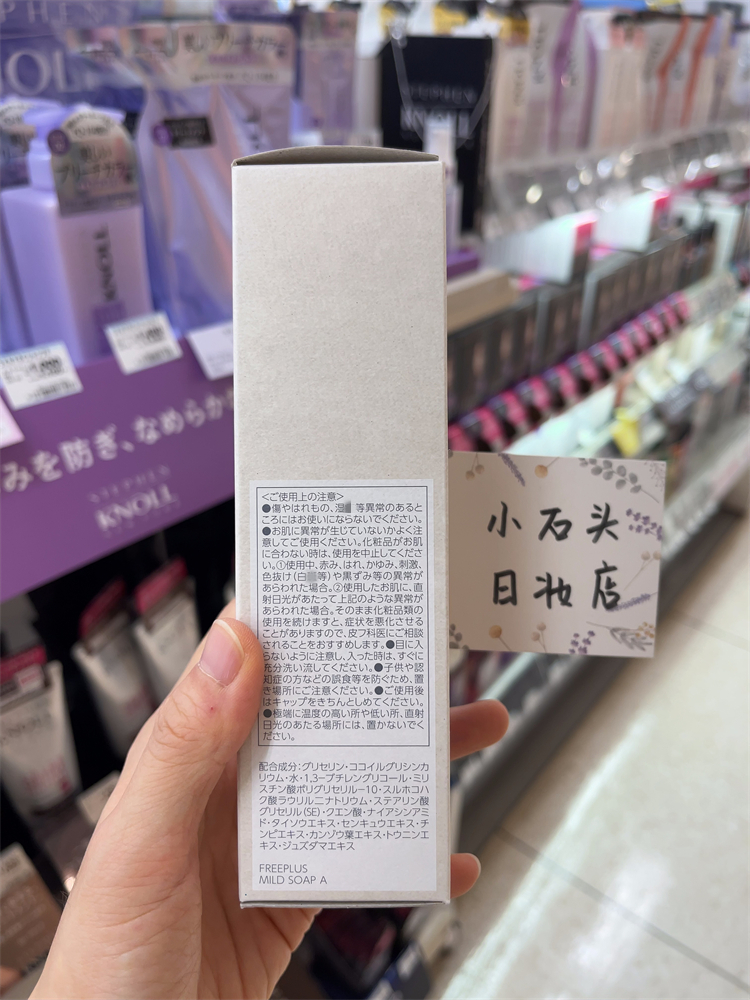 KNOLL
みを防ぎ、なめらかな
STEPHEN
KNOLL
STEPHEN
KNOLL
<ご使用上の注意>
●傷やはれもの、湿 等異常のあると
ころにはお使いにならないでください。
●お肌に異常が生じていないかよく注
意してご使用ください。化粧品がお肌
に合わない時は、使用を中止してくださ
い。①使用中、赤み、はれ、かゆみ、刺激、
色抜け(白 等)や黒ずみ等の異常が
あらわれた場合。②使用したお肌に、直
射日光があたって上記のような異常が
あらわれた場合。そのまま化粧品類の
使用を続けますと、症状を悪化させる
ことがありますので、皮フ科医にご相談
されることをおすすめします。●目に入
らないように注意し、入った時は、すぐに
充分洗い流してください。●子供や認
知症の方などの誤食等を防ぐため、置
き場所にご注意ください。●ご使用後
はキャップをきちんとしめてください。
●極端に温度の高い所や低い所、直射
日光のあたる場所には、置かないでく
ださい。
配合成分:グリセリン・ココイルグリシンカ
リウム・水・1,3-ブチレングリコール・ミリ
スチン酸ポリグリセリル-10・スルホコハ
ク酸ラウリル二ナトリウム・ステアリン酸
グリセリル(SE)・クエン酸・ナイアシンアミ
ド・タイソウエキス・センキュウエキス・チ
ンピエキス・カンゾウ葉エキス・トウニンエ
キス・ジュズダマエキス
FREEPLUS
MILD SOAP A
小石头
日妆店